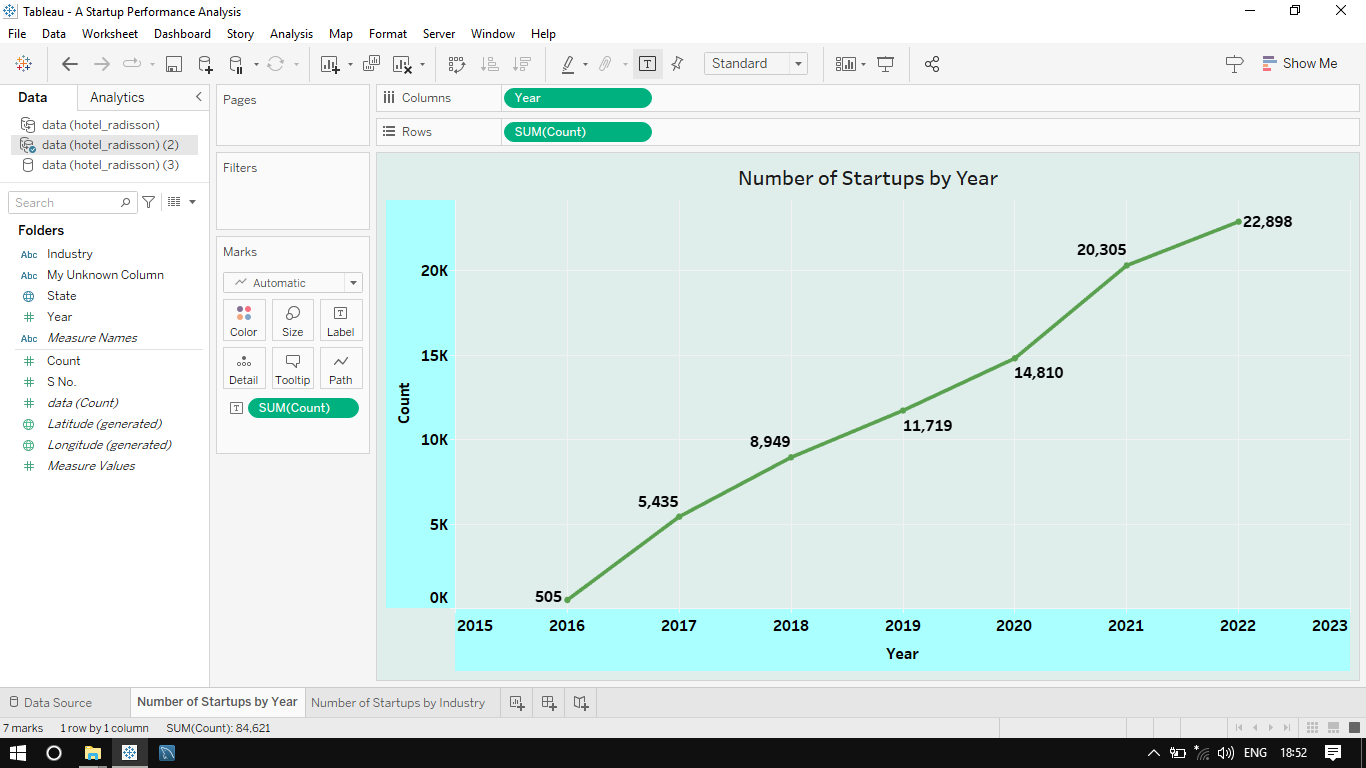 Tableau - A Startup Performance Analysis
File Data Worksheet Dashboard Story Analysis Map Format Server Window Help
Standard
Show Me
Data Analytics
data (hotel_radisson)
data (hotel_radisson) (2)
data (hotel_radisson) (3)
Search
Folders
Abc Industry
Abc My Unknown Column
State
# Year
Abc Measure Names
# Count
# S No.
# data (Count)
Latitude (generated)
Longitude (generated)
# Measure Values
Pages
Filters
Marks
Automatic
Color Size Label
Detail Tooltip Path
SUM(Count)
Columns Year
Rows SUM(Count)
Number of Startups by Year
22,898
20,305
20K
15K
14,810
Count
11,719
10K
8,949
5,435
5K
505
0K
2015 2016 2017 2018 2019 2020 2021 2022 2023
Year
Data Source Number of Startups by Year Number of Startups by Industry
7 marks 1 row by 1 column SUM(Count): 84,621
ENG 18:52